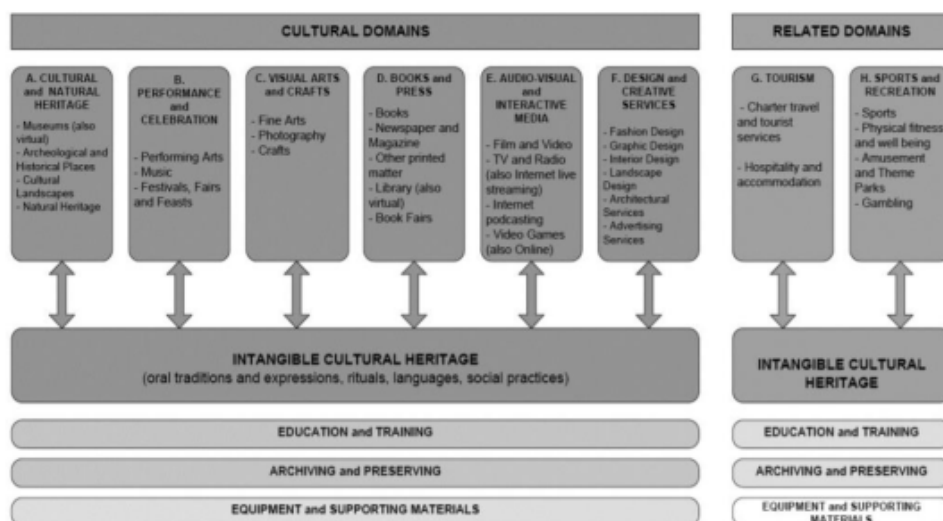 CULTURAL DOMAINS
RELATED DOMAINS
A. CULTURAL
and NATURAL
HERITAGE
- Museums (also
virtual)
- Archeological and
Historical Places
- Cultural
Landscapes
- Natural Heritage
B.
PERFORMANCE
and
CELEBRATION
- Performing Arts
- Music
- Festivals, Fairs
and Feasts
C. VISUAL ARTS
and CRAFTS
- Fine Arts
- Photography
- Crafts
D. BOOKS and
PRESS
- Books
- Newspaper and
Magazine
- Other printed
matter
- Library (also
virtual)
- Book Fairs
E. AUDIO-VISUAL
and
INTERACTIVE
MEDIA
- Film and Video
- TV and Radio
(also Internet live
streaming)
- Internet
podcasting
- Video Games
(also Online)
F. DESIGN and
CREATIVE
SERVICES
- Fashion Design
- Graphic Design
- Interior Design
- Landscape
Design
- Architectural
Services
- Advertising
Services
G. TOURISM
- Charter travel
and tourist
services
- Hospitality and
accommodation
H. SPORTS and
RECREATION
- Sports
- Physical fitness
and well being
- Amusement
and Theme
Parks
- Gambling
INTANGIBLE CULTURAL HERITAGE
(oral traditions and expressions, rituals, languages, social practices)
INTANGIBLE CULTURAL
HERITAGE
EDUCATION and TRAINING
EDUCATION and TRAINING
ARCHIVING and PRESERVING
ARCHIVING and PRESERVING
EQUIPMENT and SUPPORTING MATERIALS
EQUIPMENT and SUPPORTING
MATERIALS